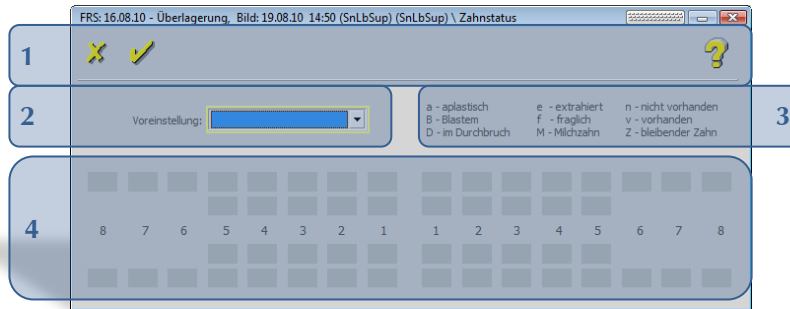 FRS: 16.08.10 - Überlagerung, Bild: 19.08.10 14:50 (SnLbSup) (SnLbSup) \ Zahnstatus
1
2
Voreinstellung:
a - aplastisch e - extrahiert n - nicht vorhanden
B - Blastem f - fraglich v - vorhanden
D - im Durchbruch M - Milchzahn Z - bleibender Zahn
3
4
8 7 6 5 4 3 2 1 1 2 3 4 5 6 7 8